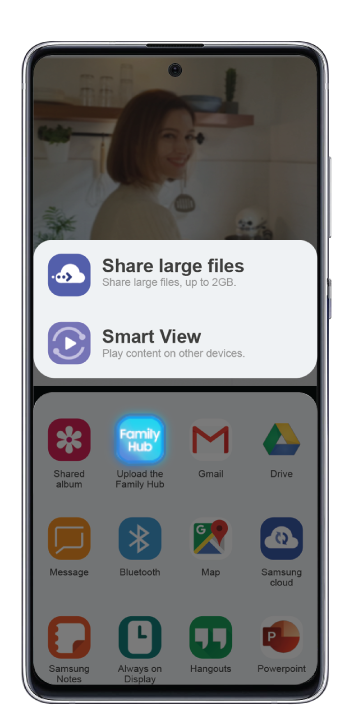 Share large files
Share large files, up to 2GB.
Smart View
Play content on other devices.
Family
Hub
Shared
album
Upload the
Family Hub
Gmail
Drive
G
Message
Bluetooth
Map
Samsung
cloud
P
Samsung
Notes
Always on
Display
Hangouts
Powerpoint